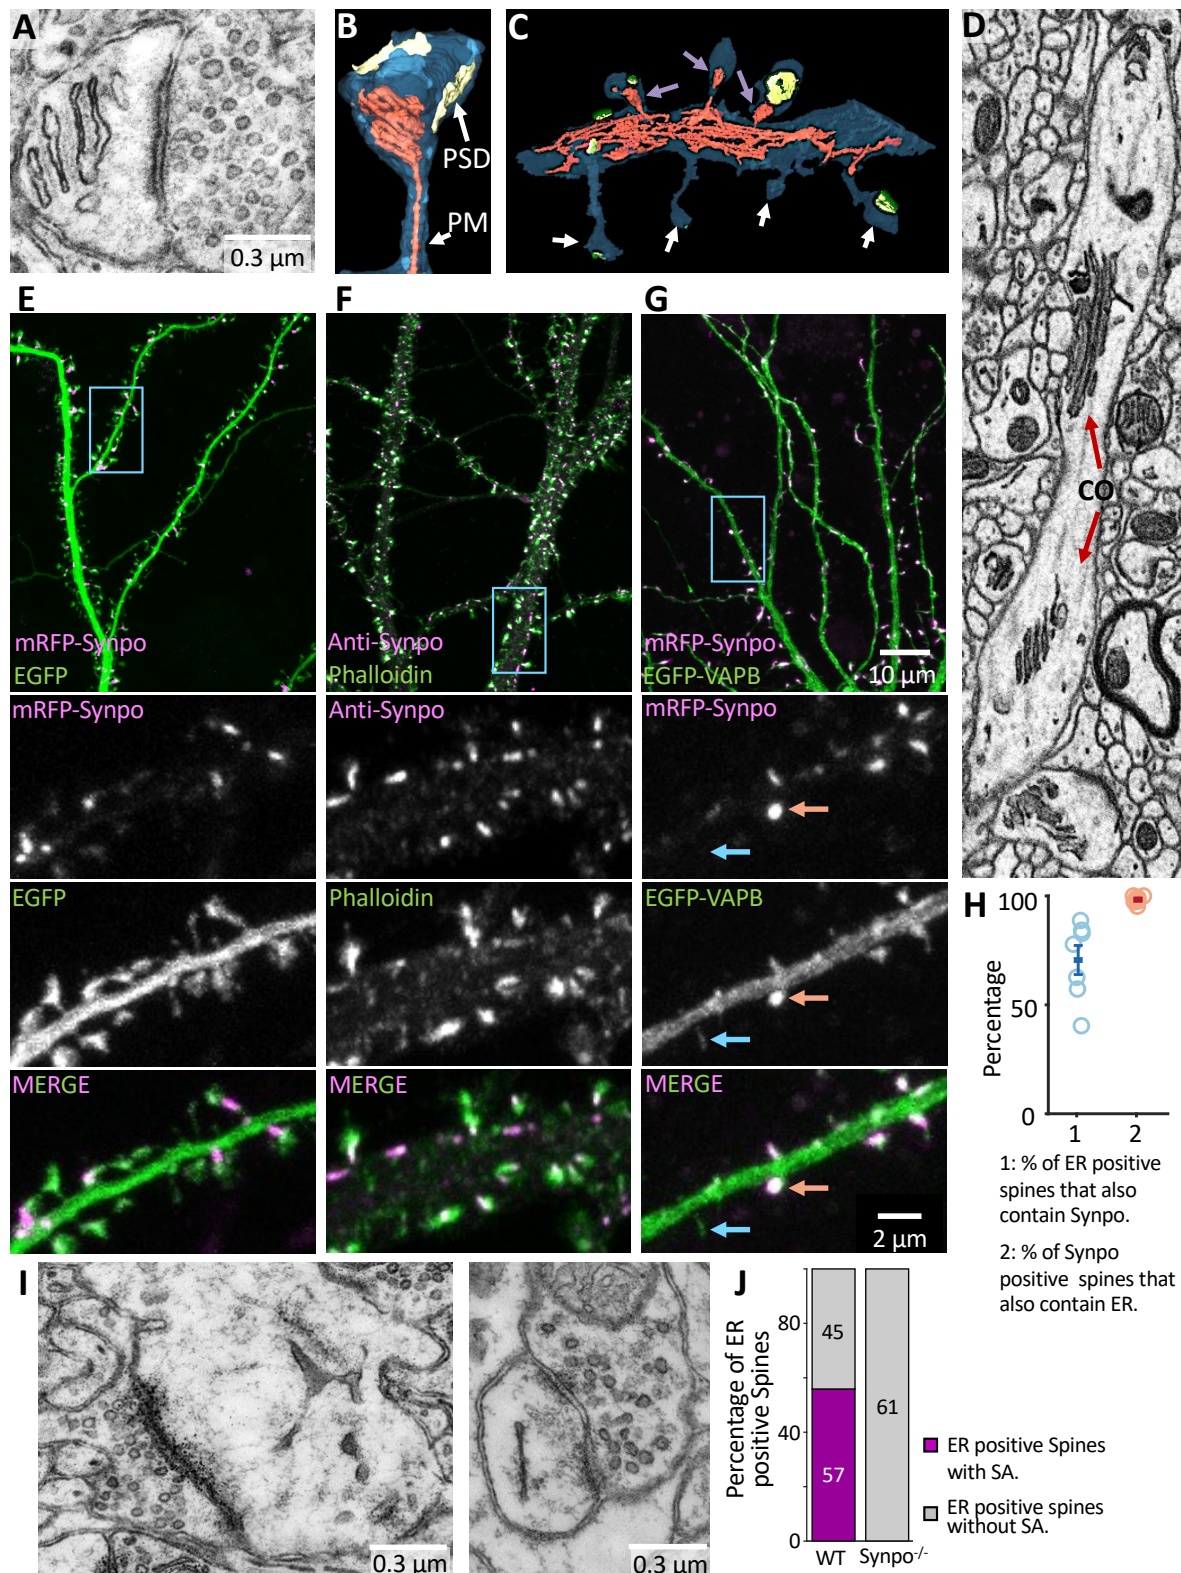 A
0.3 µm
B
PSD
PM
C
D
CO
E
mRFP-Synpo
EGFP
F
Anti-Synpo
Phalloidin
G
mRFP-Synpo
EGFP-VAPB
10 µm
mRFP-Synpo
Anti-Synpo
mRFP-Synpo
EGFP
Phalloidin
EGFP-VAPB
MERGE
MERGE
MERGE
2 µm
H
100
50
0
Percentage
1
2
1: % of ER positive
spines that also
contain Synpo.
2: % of Synpo
positive spines that
also contain ER.
I
0.3 µm
0.3 µm
J
Percentage of ER
positive Spines
80
40
0
45
57
61
WT
Synpo-/-
ER positive Spines
with SA.
ER positive spines
without SA.